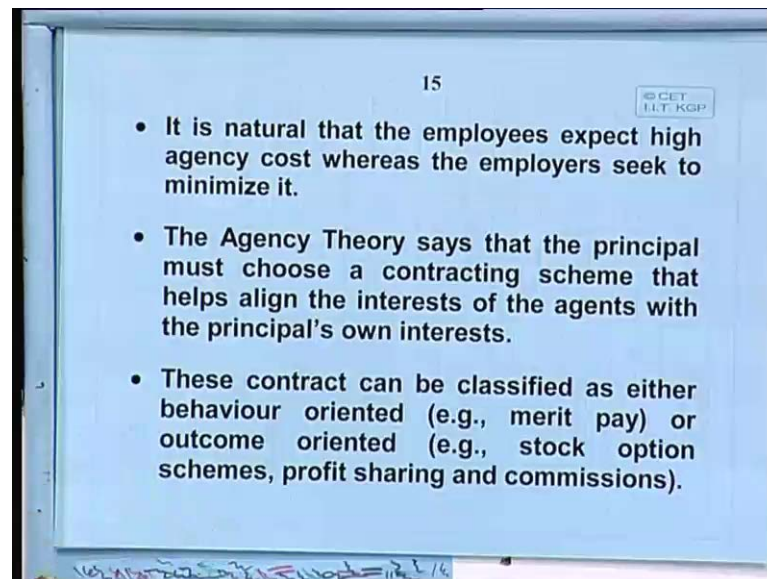 15
© CET
I.I.T. KGP
• It is natural that the employees expect high
agency cost whereas the employers seek to
minimize it.
• The Agency Theory says that the principal
must choose a contracting scheme that
helps align the interests of the agents with
the principal's own interests.
• These contract can be classified as either
behaviour oriented (e.g., merit pay) or
outcome oriented (e.g., stock option
schemes, profit sharing and commissions).